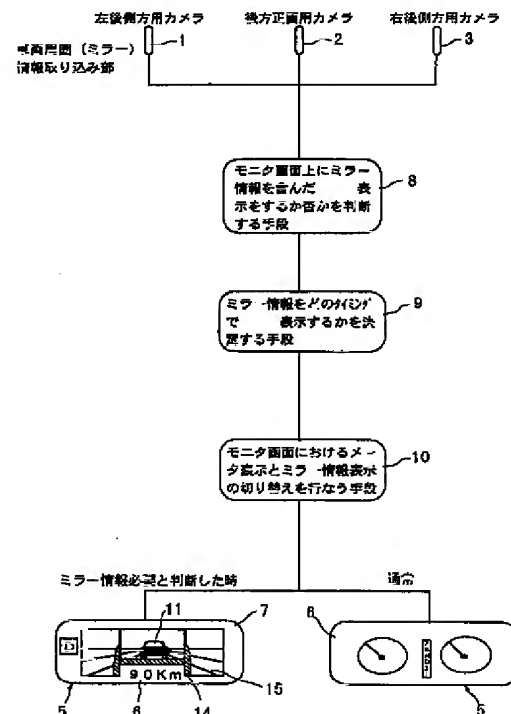 左後側方用カメラ
後方正面用カメラ
右後側方用カメラ
1
2
3
車両周囲（ミラー）
情報取り込み部
モニタ画面上にミラー
情報を含んだ　　　表
示をするか否かを判断
する手段
8
ミラー情報をどのタイミング
で　　　表示するかを決
定する手段
9
モニタ画面におけるメー
タ表示とミラー情報表示
の切り替えを行なう手段
10
ミラー情報必要と判断した時
通常
11
7
D
90Km
15
5
6
14
6
5